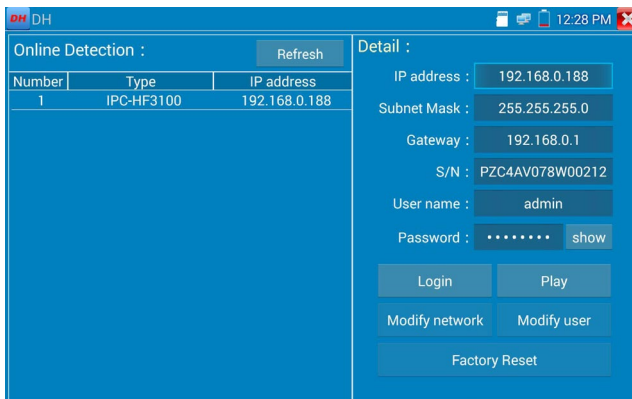 DH DH 12:28 PM
Online Detection : Refresh
Number Type IP address
1 IPC-HF3100 192.168.0.188
Detail :
IP address : 192.168.0.188
Subnet Mask : 255.255.255.0
Gateway : 192.168.0.1
S/N : PZC4AV078W00212
User name : admin
Password : •••••••• show
Login Play
Modify network Modify user
Factory Reset